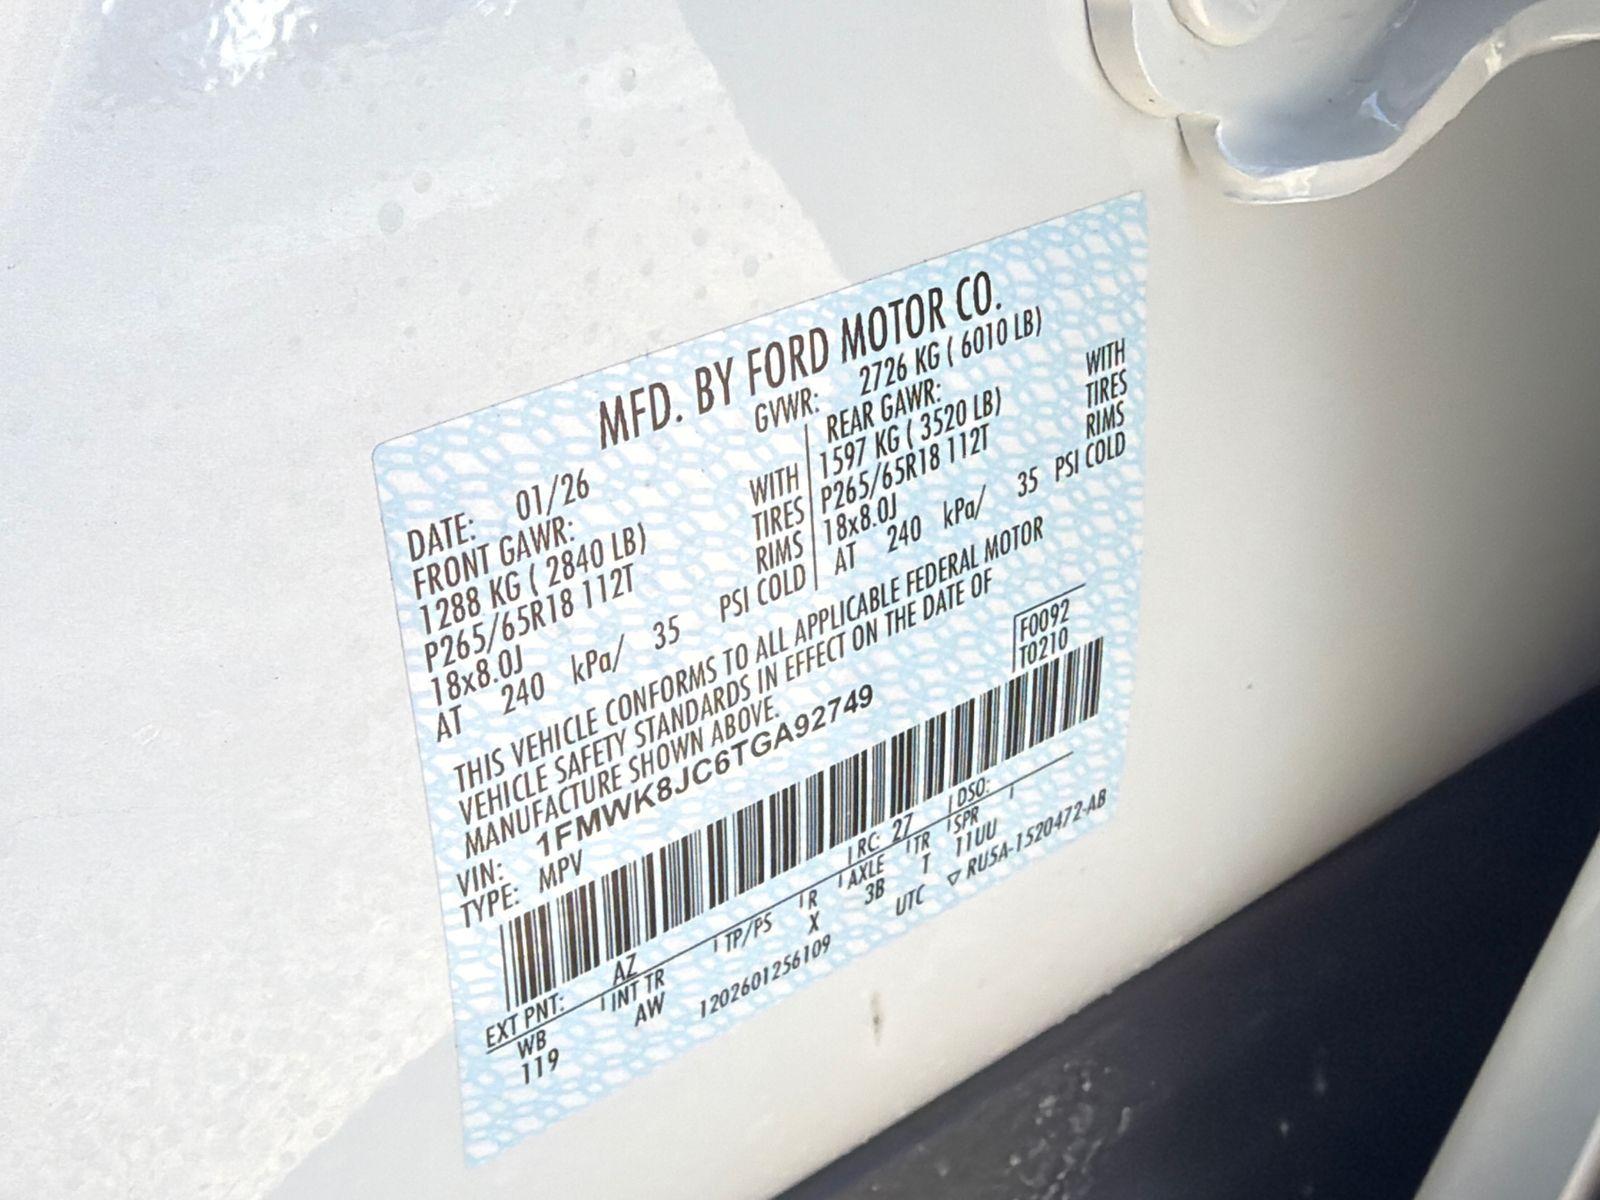 MFD. BY FORD MOTOR CO.
DATE: 01/26 GVWR: 2726 KG ( 6010 LB)
FRONT GAWR: REAR GAWR:
1288 KG ( 2840 LB) WITH 1597 KG ( 3520 LB) WITH
P265/65R18 112T TIRES P265/65R18 112T TIRES
18x8.0J RIMS 18x8.0J RIMS
AT 240 kPa/ 35 PSI COLD AT 240 kPa/ 35 PSI COLD
THIS VEHICLE CONFORMS TO ALL APPLICABLE FEDERAL MOTOR
VEHICLE SAFETY STANDARDS IN EFFECT ON THE DATE OF
MANUFACTURE SHOWN ABOVE.
VIN: 1FMWK8JC6TGA92749 F0092
TYPE: MPV T0210
EXT PNT: AZ RC: 27 DSO:
WB INT TR TP/PS R AXLE TR SPR
119 AW X 3B T 11UU
1202601256109 UTC ▽ RU5A-1520472-AB